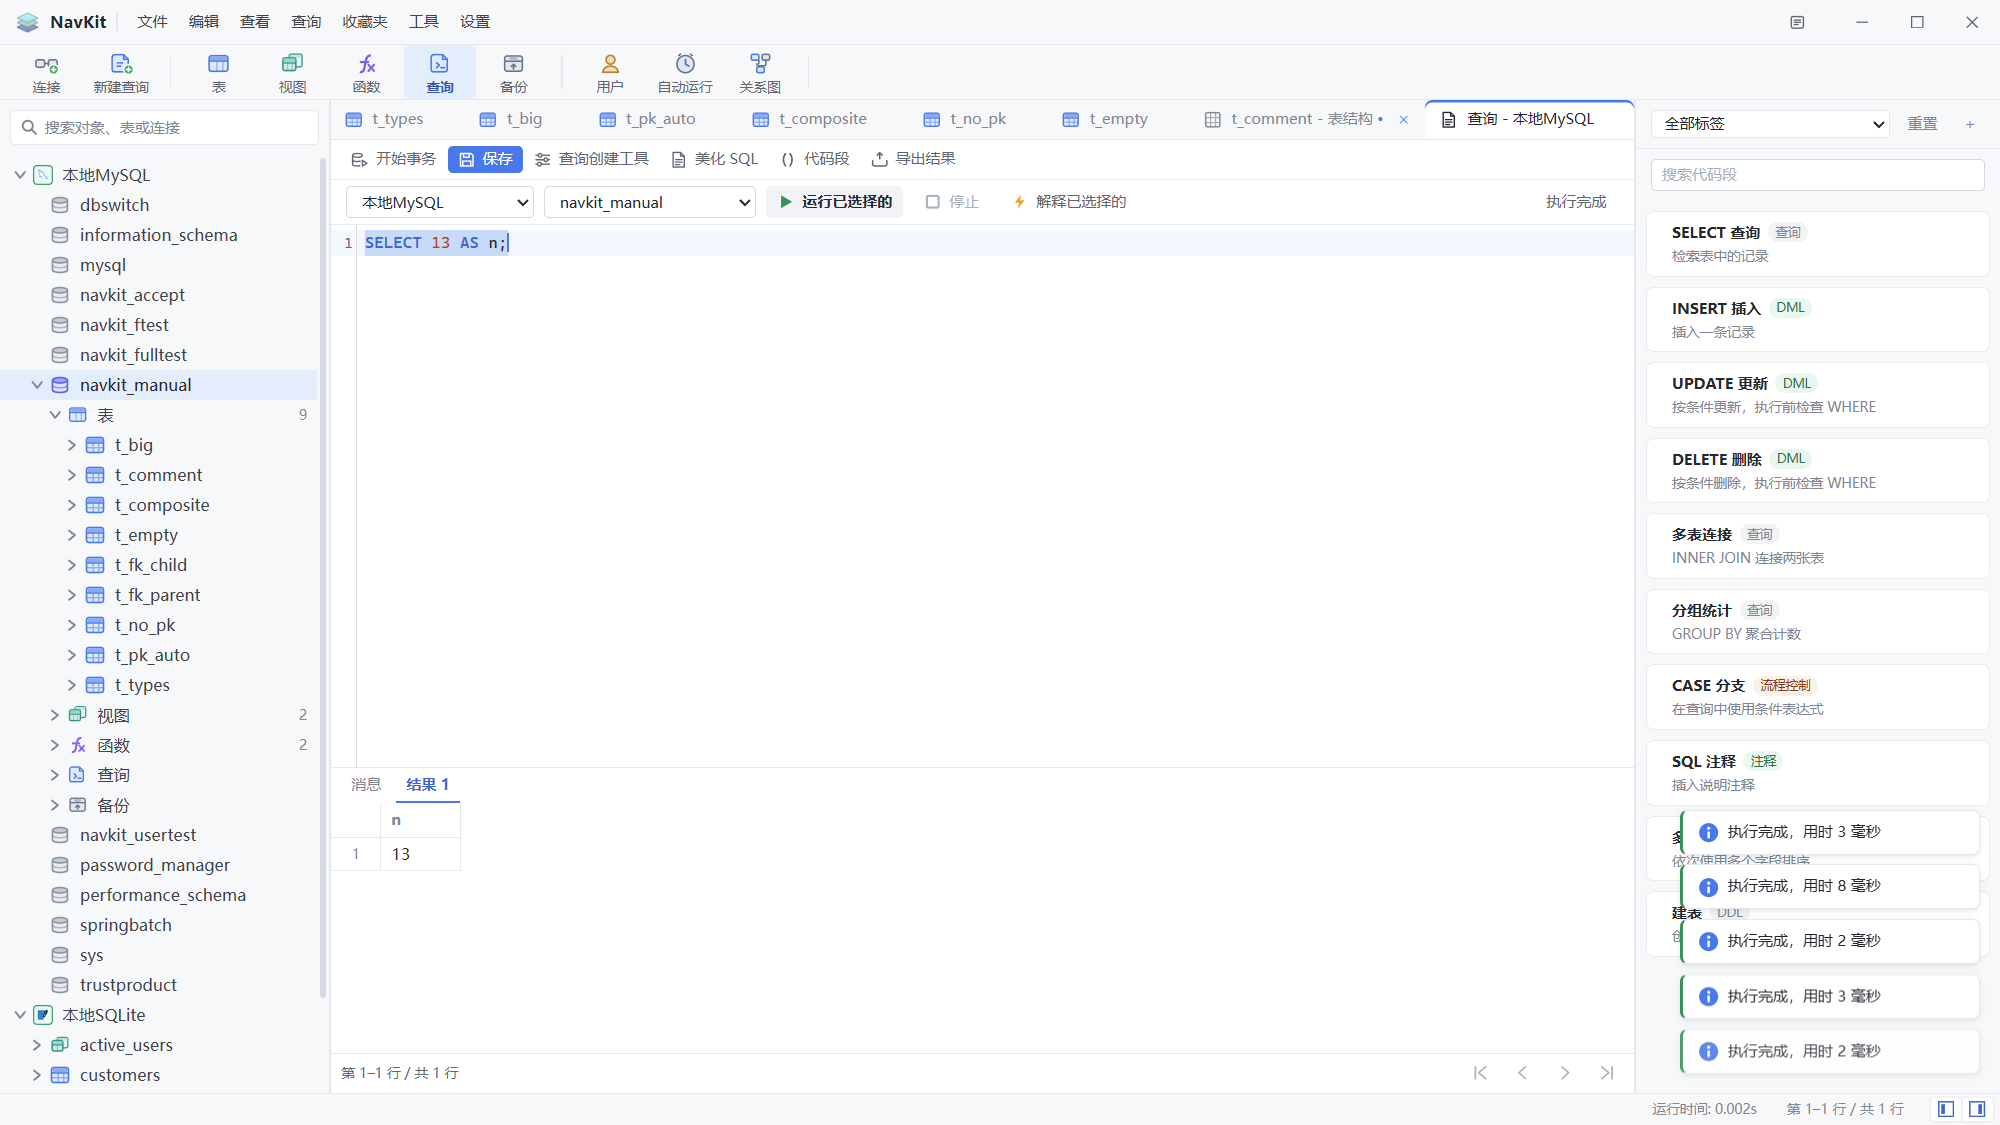 NavKit 文件 编辑 查看 查询 收藏夹 工具 设置
连接 新建查询 表 视图 函数 查询 备份 用户 自动运行 关系图
搜索对象、表或连接
本地MySQL
dbswitch
information_schema
mysql
navkit_accept
navkit_ftest
navkit_fulltest
navkit_manual
表 9
t_big
t_comment
t_composite
t_empty
t_fk_child
t_fk_parent
t_no_pk
t_pk_auto
t_types
视图 2
函数 2
查询
备份
navkit_usertest
password_manager
performance_schema
springbatch
sys
trustproduct
本地SQLite
active_users
customers
t_types t_big t_pk_auto t_composite t_no_pk t_empty t_comment - 表结构 • 查询 - 本地MySQL
开始事务 保存 查询创建工具 美化 SQL 代码段 导出结果
本地MySQL navkit_manual 运行已选择的 停止 解释已选择的 执行完成
1 SELECT 13 AS n;
消息 结果 1
n
1 13
第 1–1 行 / 共 1 行
全部标签 重置 +
搜索代码段
SELECT 查询 查询
检索表中的记录
INSERT 插入 DML
插入一条记录
UPDATE 更新 DML
按条件更新，执行前检查 WHERE
DELETE 删除 DML
按条件删除，执行前检查 WHERE
多表连接 查询
INNER JOIN 连接两张表
分组统计 查询
GROUP BY 聚合计数
CASE 分支 流程控制
在查询中使用条件表达式
SQL 注释 注释
插入说明注释
执行完成，用时 3 毫秒
依次使用多个字段排序
执行完成，用时 8 毫秒
建表 DDL
执行完成，用时 2 毫秒
执行完成，用时 3 毫秒
执行完成，用时 2 毫秒
运行时间: 0.002s 第 1–1 行 / 共 1 行